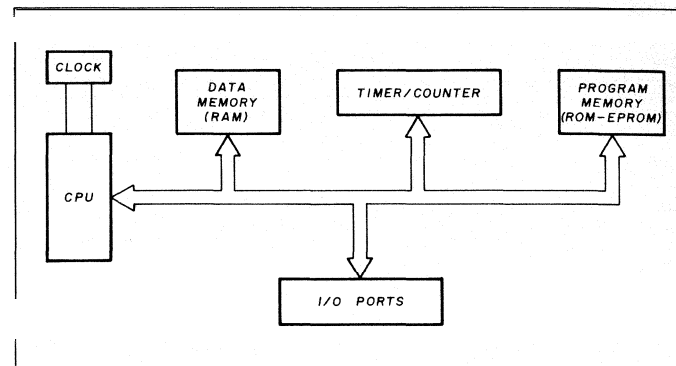 CLOCK
DATA
MEMORY
(RAM)
TIMER/COUNTER
PROGRAM
MEMORY
(ROM-EPROM)
CPU
I/O PORTS